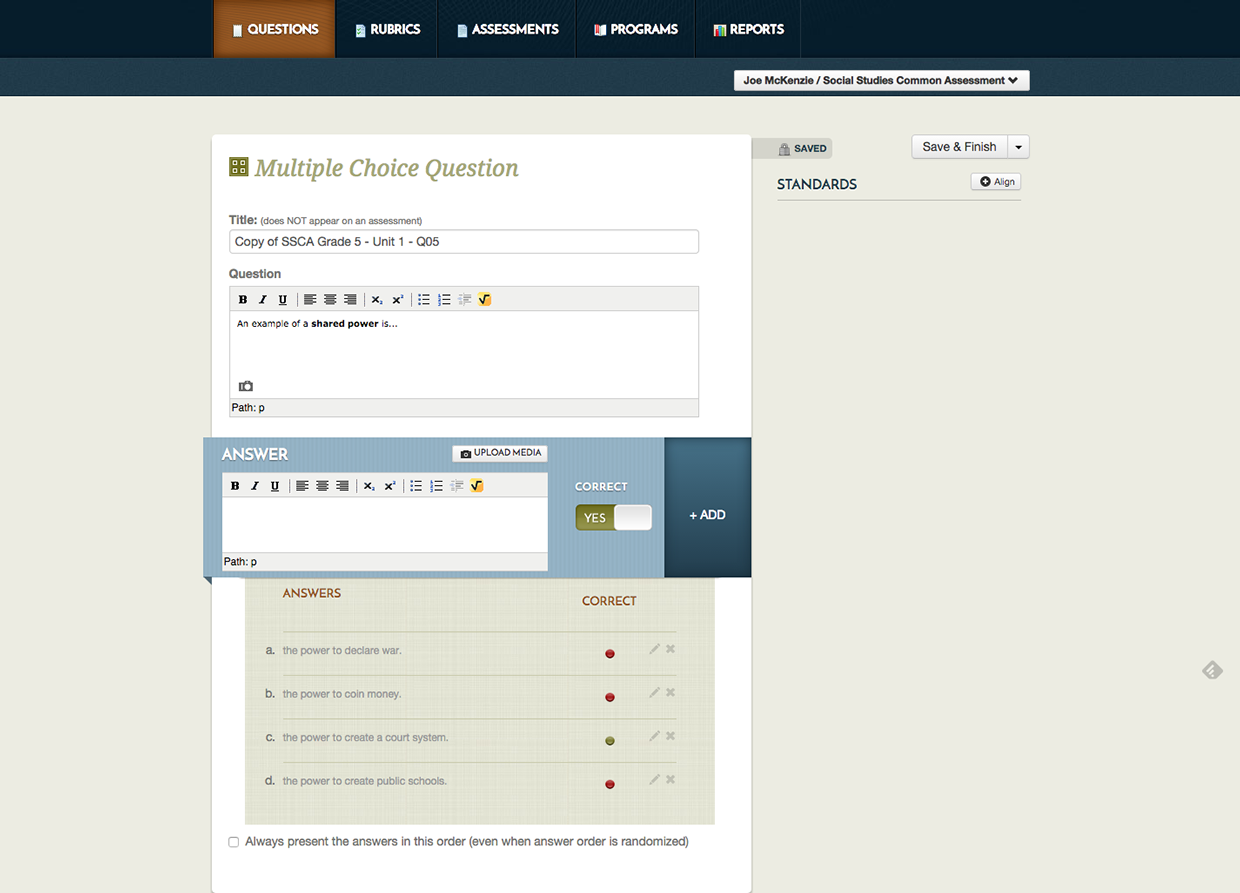 QUESTIONS RUBRICS ASSESSMENTS PROGRAMS REPORTS
Joe McKenzie / Social Studies Common Assessment
Multiple Choice Question
SAVED
Save & Finish
STANDARDS
Align
Title: (does NOT appear on an assessment)
Copy of SSCA Grade 5 - Unit 1 - Q05
Question
B I U x₂ x²
An example of a shared power is...
Path: p
ANSWER
UPLOAD MEDIA
B I U x₂ x²
Path: p
CORRECT
YES
+ ADD
ANSWERS
CORRECT
a. the power to declare war.
b. the power to coin money.
c. the power to create a court system.
d. the power to create public schools.
Always present the answers in this order (even when answer order is randomized)